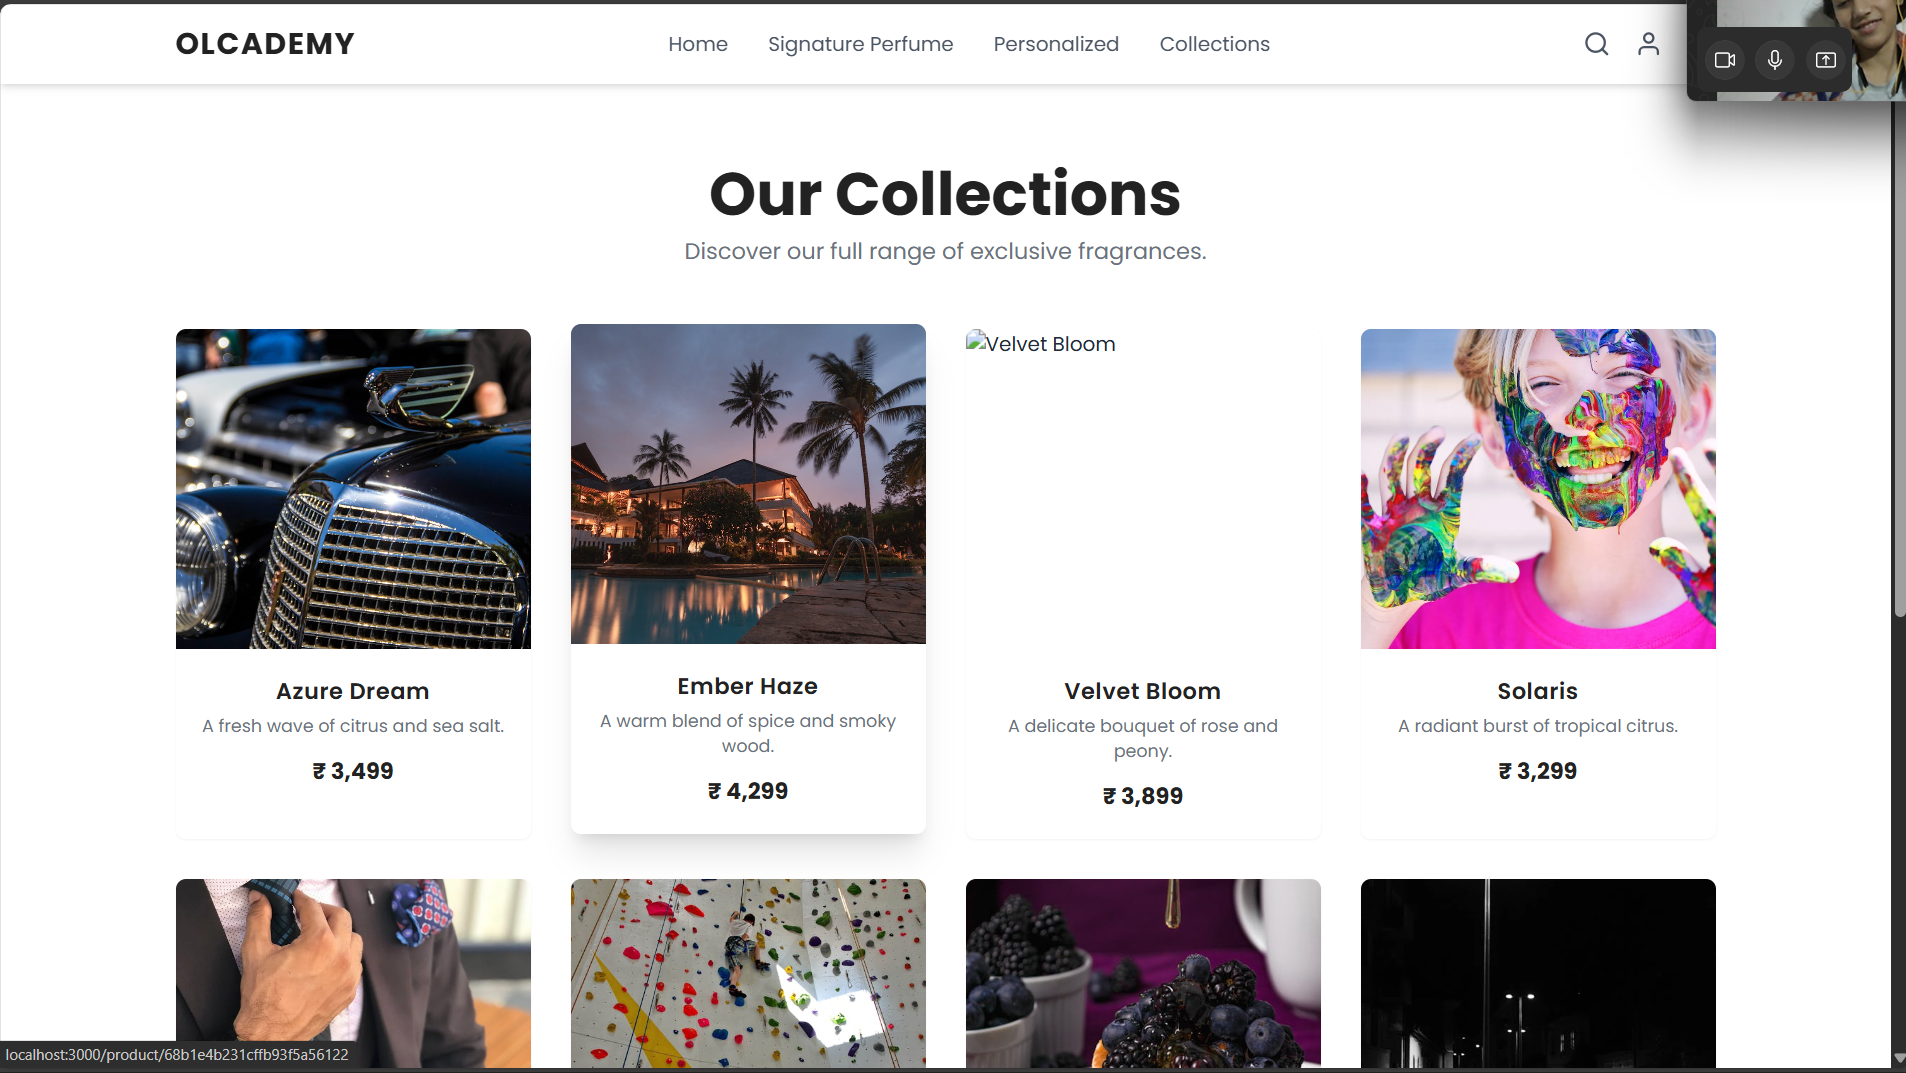 OLCADEMY
Home
Signature Perfume
Personalized
Collections
Our Collections
Discover our full range of exclusive fragrances.
Velvet Bloom
Azure Dream
A fresh wave of citrus and sea salt.
₹ 3,499
Ember Haze
A warm blend of spice and smoky
wood.
₹ 4,299
Velvet Bloom
A delicate bouquet of rose and
peony.
₹ 3,899
Solaris
A radiant burst of tropical citrus.
₹ 3,299
localhost:3000/product/68b1e4b231cffb93f5a56122